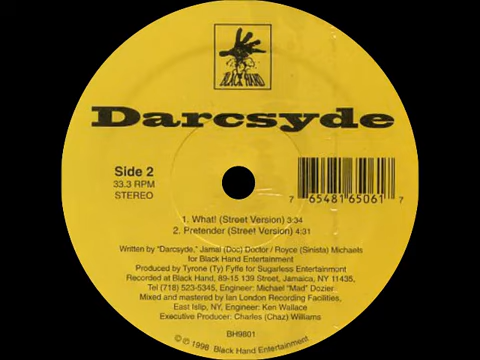 BLACK HAND
Darcsyde
Side 2
33.3 RPM
STEREO
7 65481 65061 7
1. What! (Street Version) 3:34
2. Pretender (Street Version) 4:31
Written by "Darcsyde," Jamal (Doc) Doctor / Royce (Sinista) Michaels
for Black Hand Entertainment
Produced by Tyrone (Ty) Fyffe for Sugarless Entertainmont
Recorded at Black Hand, 89-15 139 Street, Jamaica, NY 11435,
Tel (718) 523-5345, Engineer: Michael "Mad" Dozier
Mixed and mastered by Ian London Recording Facilities,
East Islip, NY, Engineer: Ken Wallace
Executive Producer: Charles (Chaz) Williams
BH9801
©℗ 1998 Black Hand Entertainment